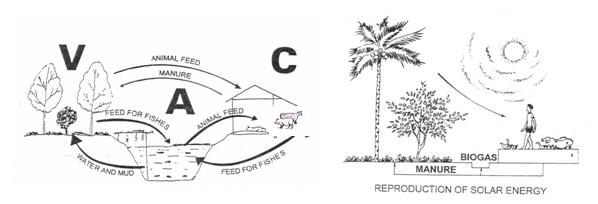 V
C
ANIMAL FEED
MANURE
A
FEED FOR FISHES
ANIMAL FEED
WATER AND MUD
FEED FOR FISHES
BIOGAS
MANURE
REPRODUCTION OF SOLAR ENERGY